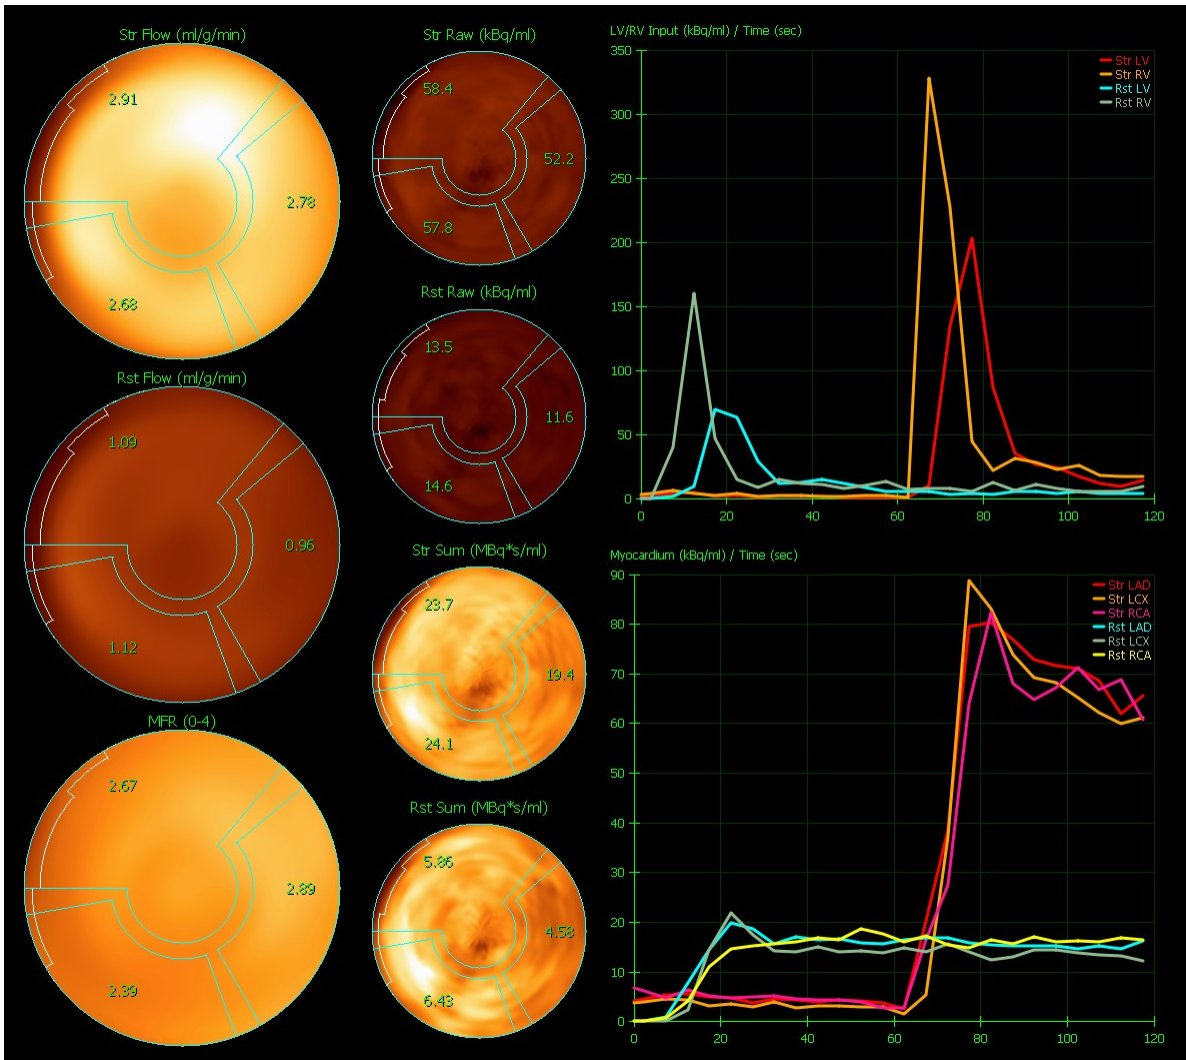 Str Flow (ml/g/min)
2.91
2.78
2.68
Rst Flow (ml/g/min)
1.09
0.96
1.12
MFR (0-4)
2.67
2.89
2.39
Str Raw (kBq/ml)
58.4
52.2
57.8
Rst Raw (kBq/ml)
13.5
11.6
14.6
Str Sum (MBq*s/ml)
23.7
19.4
24.1
Rst Sum (MBq*s/ml)
5.86
4.58
6.43
LV/RV Input (kBq/ml) / Time (sec)
350
300
250
200
150
100
50
0
0 20 40 60 80 100 120
Str LV
Str RV
Rst LV
Rst RV
Myocardium (kBq/ml) / Time (sec)
90
80
70
60
50
40
30
20
10
0
0 20 40 60 80 100 120
Str LAD
Str LCX
Str RCA
Rst LAD
Rst LCX
Rst RCA